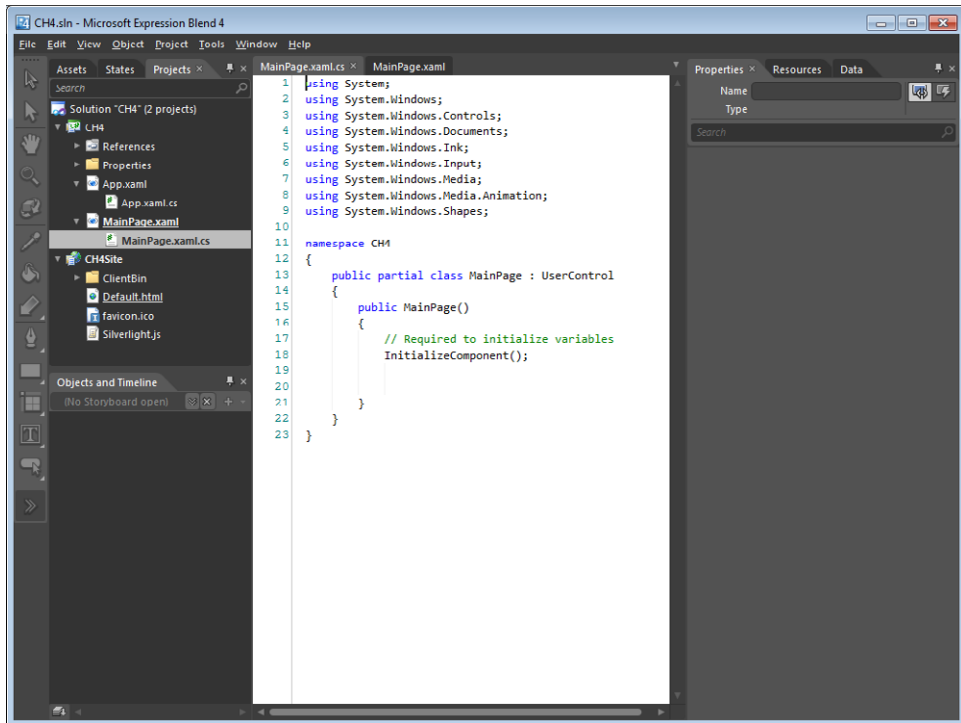 CH4.sln - Microsoft Expression Blend 4
File Edit View Object Project Tools Window Help
Assets States Projects ×
Search
Solution "CH4" (2 projects)
CH4
References
Properties
App.xaml
App.xaml.cs
MainPage.xaml
MainPage.xaml.cs
CH4Site
ClientBin
Default.html
favicon.ico
Silverlight.js
Objects and Timeline
(No Storyboard open)
MainPage.xaml.cs × MainPage.xaml
1 using System;
2 using System.Windows;
3 using System.Windows.Controls;
4 using System.Windows.Documents;
5 using System.Windows.Ink;
6 using System.Windows.Input;
7 using System.Windows.Media;
8 using System.Windows.Media.Animation;
9 using System.Windows.Shapes;
10
11 namespace CH4
12 {
13 public partial class MainPage : UserControl
14 {
15 public MainPage()
16 {
17 // Required to initialize variables
18 InitializeComponent();
19
20
21 }
22 }
23 }
Properties × Resources Data
Name
Type
Search